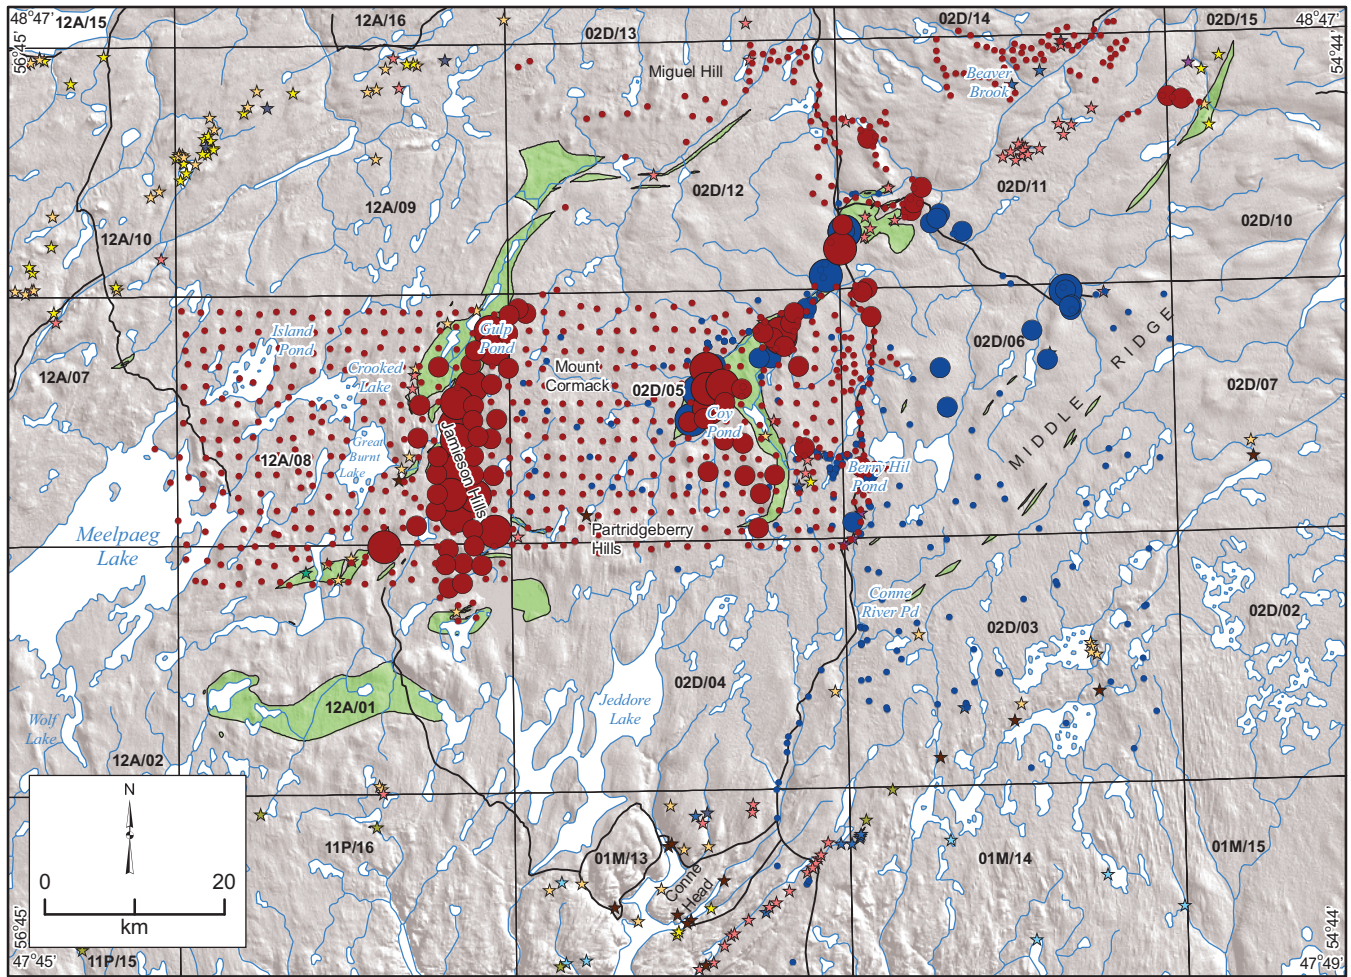 48°47'
12A/15
12A/16
02D/13
02D/14
02D/15
48°47'
56°45'
54°44'
Miguel Hill
Beaver
Brook
02D/12
02D/11
12A/09
12A/10
02D/10
Island
Pond
Gulp
Pond
02D/06
MIDDLE RIDGE
Crooked
Lake
Mount
Cormack
12A/07
02D/05
02D/07
Coy
Pond
Great
Burnt
Lake
Jamieson Hills
12A/08
Berry Hil
Pond
Meelpaeg
Lake
Partridgeberry
Hills
Conne
River Pd
02D/03
02D/02
02D/04
12A/01
Jeddore
Lake
Wolf
Lake
12A/02
N
0
20
km
11P/16
01M/13
01M/14
01M/15
Conne
Head
56°45'
54°44'
47°45'
11P/15
47°49'